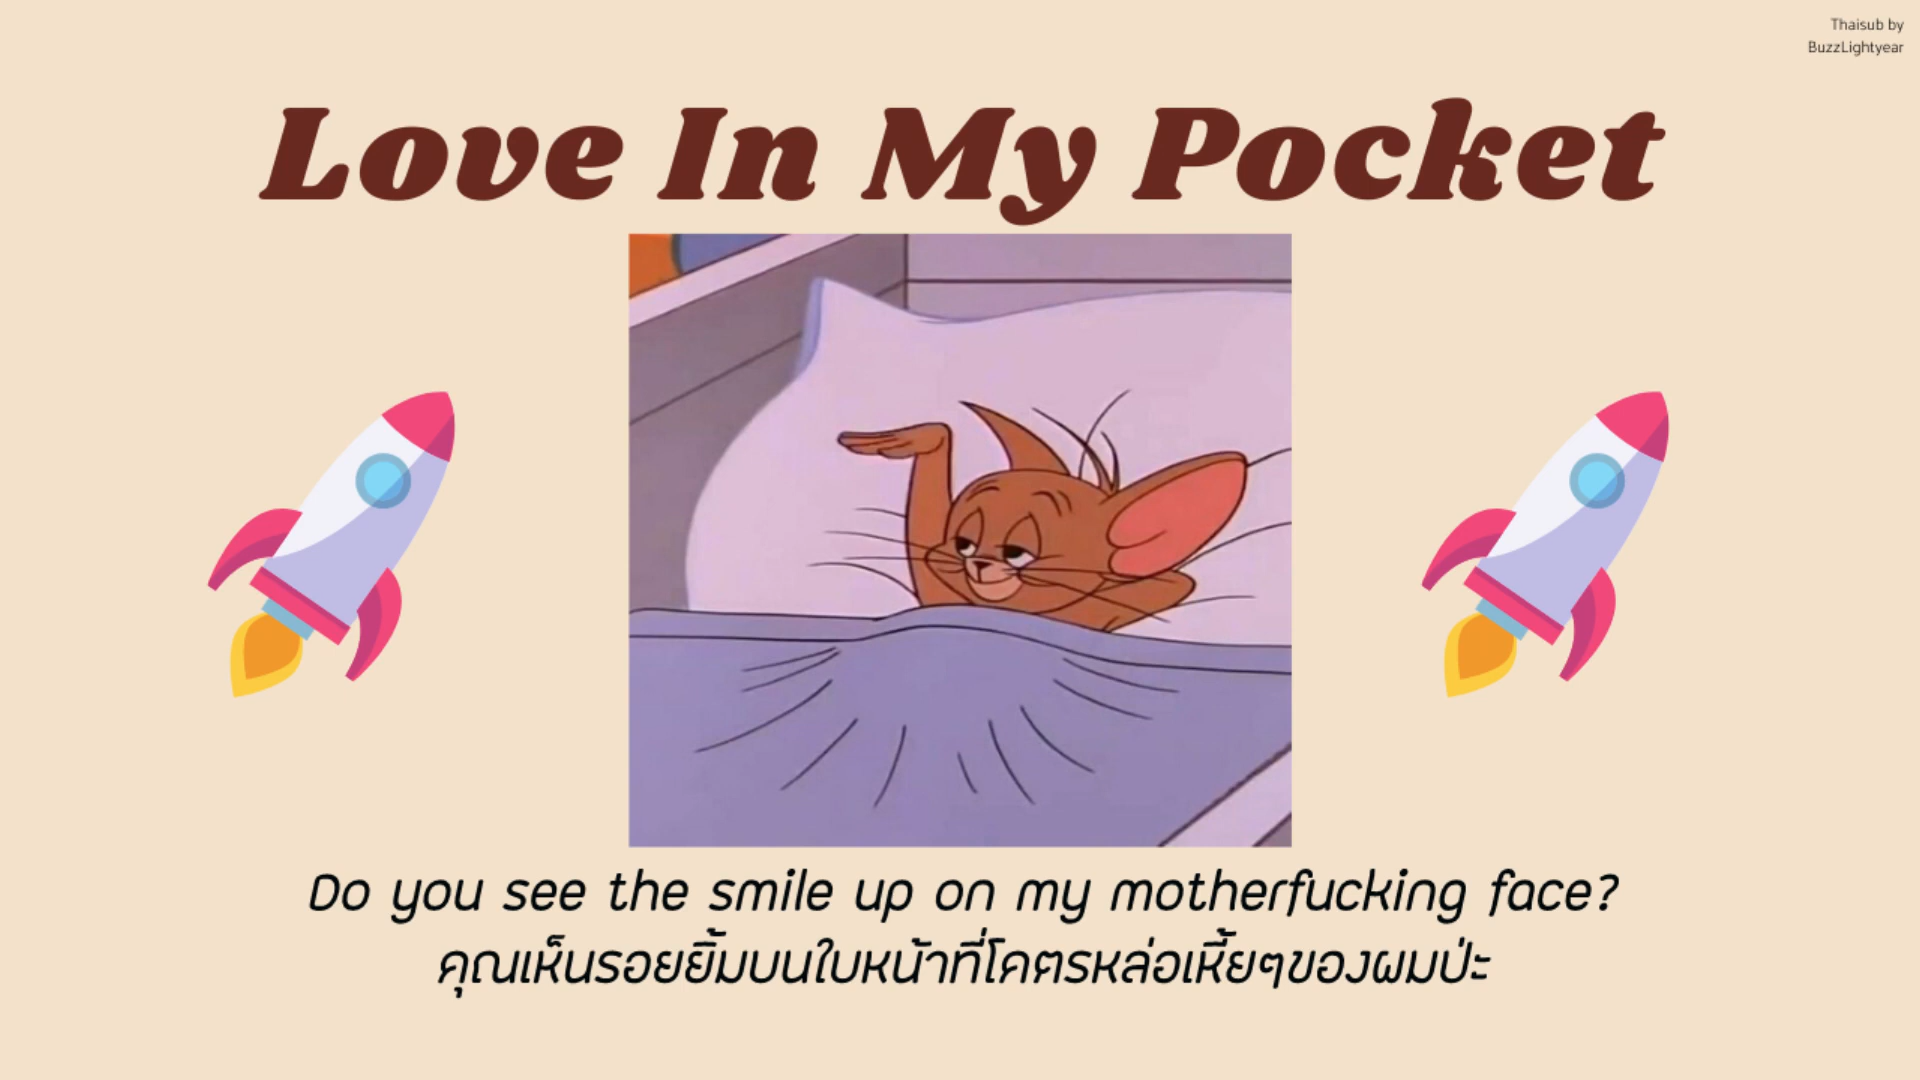 Thaisub by
BuzzLightyear
Love In My Pocket
Do you see the smile up on my motherfucking face?
คุณเห็นรอยยิ้มบนใบหน้าที่โคตรหล่อเหี้ยๆของผมป่ะ